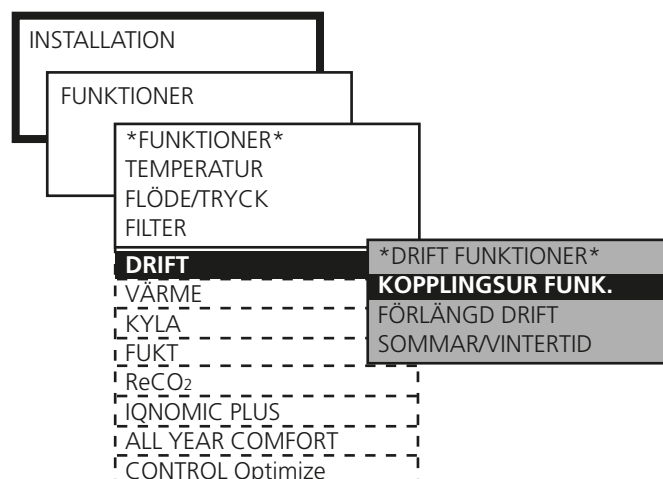 INSTALLATION
FUNKTIONER
*FUNKTIONER*
TEMPERATUR
FLÖDE/TRYCK
FILTER
DRIFT
VÄRME
KYLA
FUKT
ReCO2
IQNOMIC PLUS
ALL YEAR COMFORT
CONTROL Optimize
*DRIFT FUNKTIONER*
KOPPLINGSUR FUNK.
FÖRLÄNGD DRIFT
SOMMAR/VINTERTID